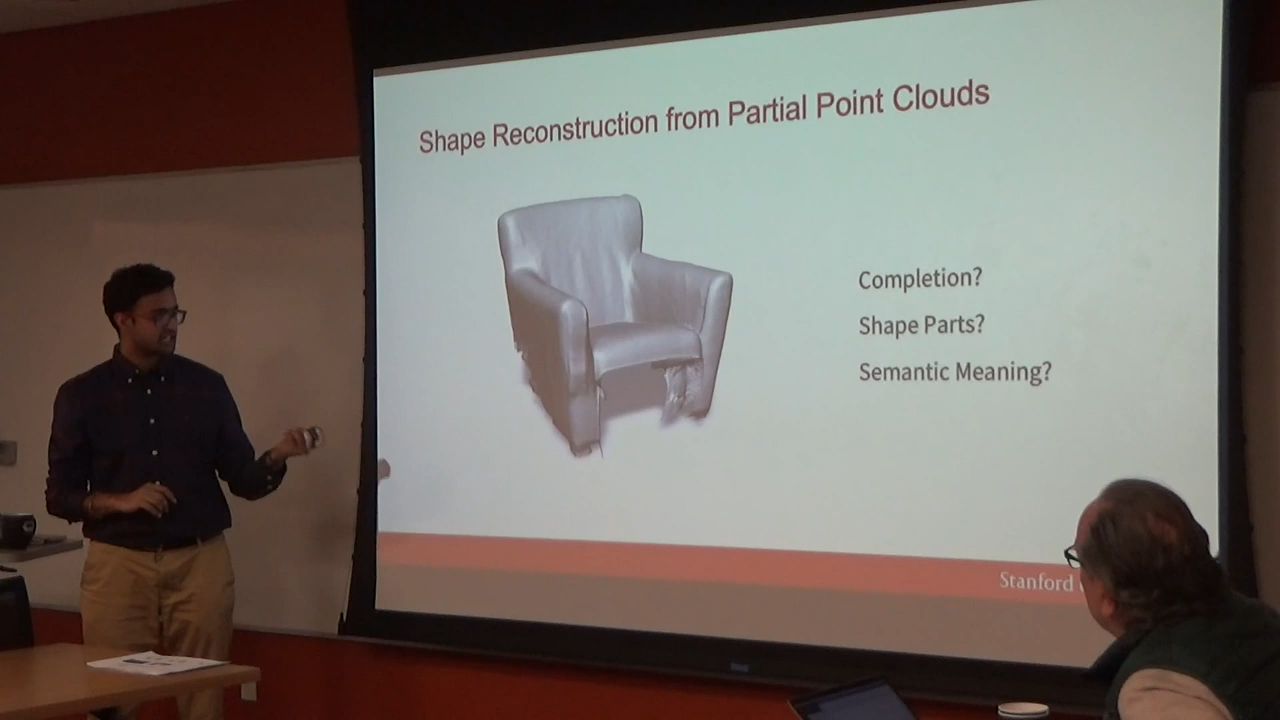 Shape Reconstruction from Partial Point Clouds
Completion?
Shape Parts?
Semantic Meaning?
Stanford